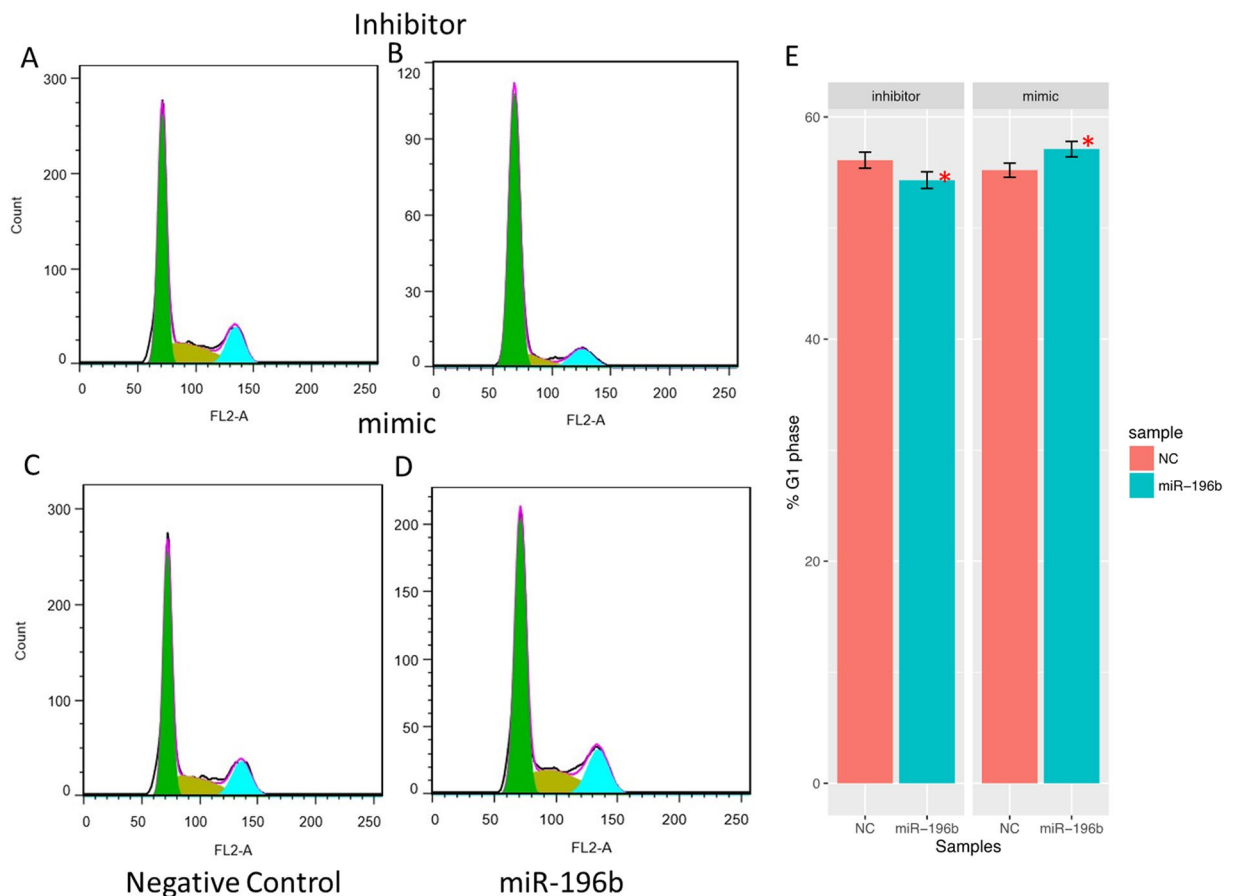 Inhibitor
A
B
E
300
200
100
0
Count
0 50 100 150 200 250
FL2-A
120
90
60
30
0
0 50 100 150 200 250
FL2-A
mimic
C
D
300
200
100
0
Count
0 50 100 150 200 250
FL2-A
200
150
100
50
0
0 50 100 150 200 250
FL2-A
Negative Control
miR-196b
inhibitor
mimic
60
40
20
0
% G1 phase
*
*
NC miR−196b NC miR−196b
Samples
sample
NC
miR−196b